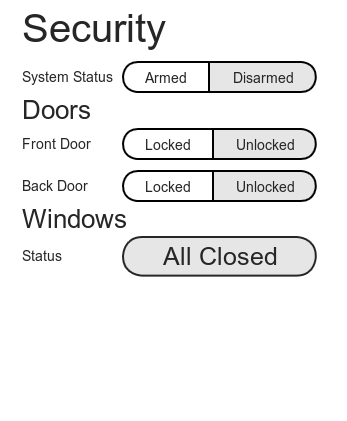 Security
System Status Armed Disarmed
Doors
Front Door Locked Unlocked
Back Door Locked Unlocked
Windows
Status All Closed